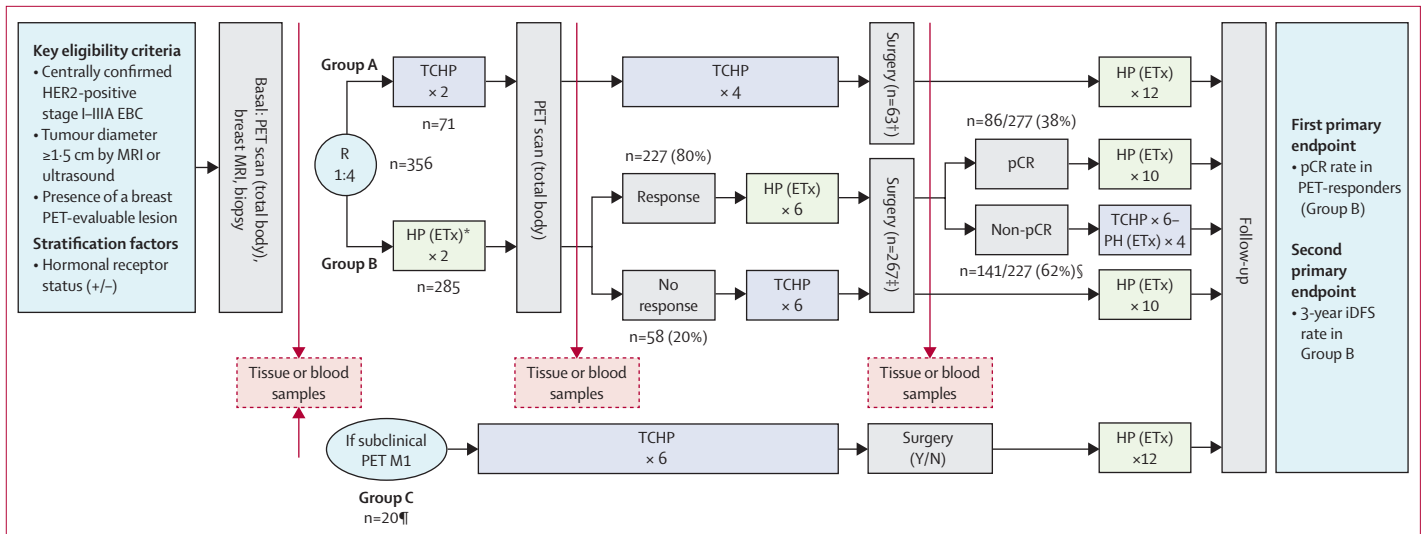 Key eligibility criteria
• Centrally confirmed
HER2-positive
stage I–IIIA EBC
• Tumour diameter
≥1·5 cm by MRI or
ultrasound
• Presence of a breast
PET-evaluable lesion
Stratification factors
• Hormonal receptor
status (+/–)
Basal: PET scan (total body),
breast MRI, biopsy
R
1:4
n=356
Group A
TCHP
× 2
n=71
Group B
HP (ETx)*
× 2
n=285
PET scan (total body)
TCHP
× 4
n=227 (80%)
Response
HP (ETx)
× 6
No
response
n=58 (20%)
TCHP
× 6
Surgery (n=63†)
Surgery (n=267‡)
n=86/277 (38%)
pCR
Non-pCR
n=141/227 (62%)§
HP (ETx)
× 12
HP (ETx)
× 10
TCHP × 6–
PH (ETx) × 4
HP (ETx)
× 10
Tissue or blood
samples
Tissue or blood
samples
Tissue or blood
samples
If subclinical
PET M1
Group C
n=20¶
TCHP
× 6
Surgery
(Y/N)
HP (ETx)
×12
Follow-up
First primary
endpoint
• pCR rate in
PET-responders
(Group B)
Second
primary
endpoint
• 3-year iDFS
rate in
Group B